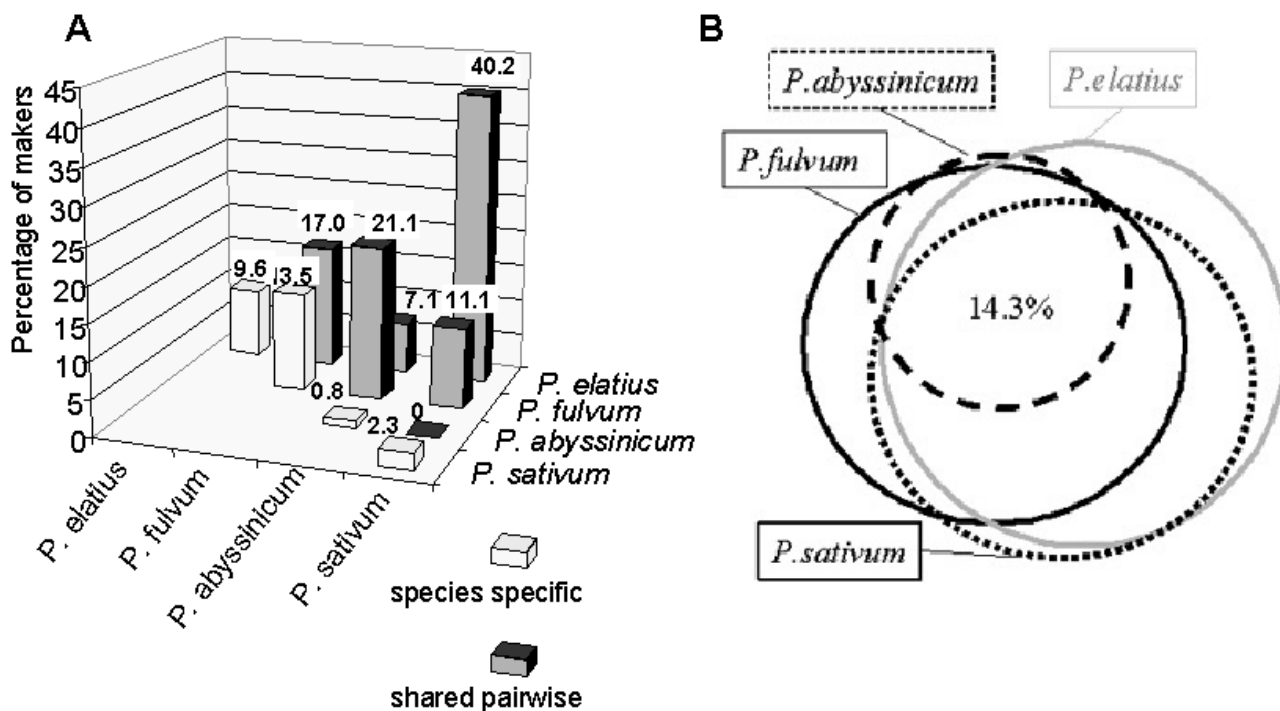 A
Percentage of makers
45
40
35
30
25
20
15
10
5
0
40.2
17.0
21.1
9.6
3.5
7.1
11.1
0.8
2.3
0
P. elatius
P. fulvum
P. abyssinicum
P. sativum
P. elatius
P. fulvum
P. abyssinicum
P. sativum
species specific
shared pairwise
B
P.abyssinicum
P.elatius
P.fulvum
14.3%
P.sativum